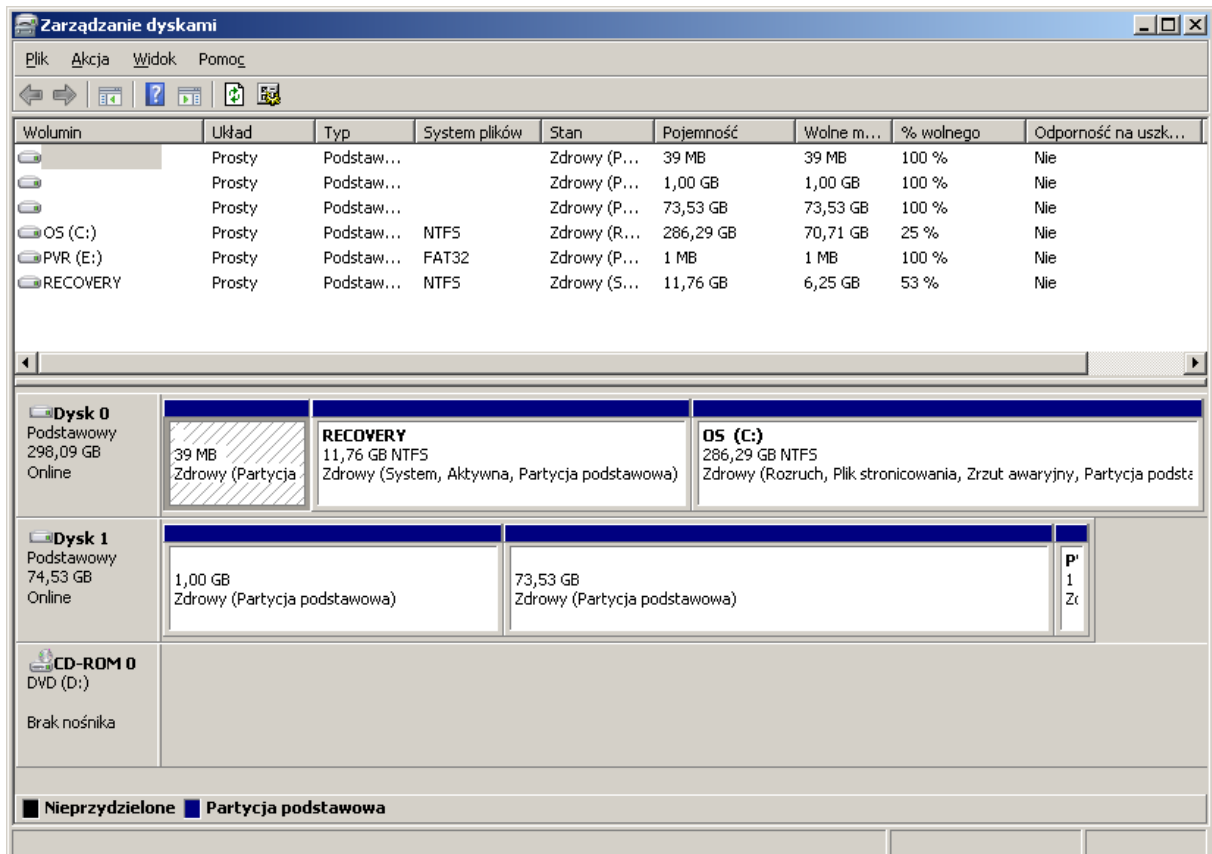 Zarządzanie dyskami
Plik Akcja Widok Pomoc
Wolumin Układ Typ System plików Stan Pojemność Wolne m... % wolnego Odporność na uszk...
Prosty Podstaw... Zdrowy (P... 39 MB 39 MB 100 % Nie
Prosty Podstaw... Zdrowy (P... 1,00 GB 1,00 GB 100 % Nie
Prosty Podstaw... Zdrowy (P... 73,53 GB 73,53 GB 100 % Nie
OS (C:) Prosty Podstaw... NTFS Zdrowy (R... 286,29 GB 70,71 GB 25 % Nie
PVR (E:) Prosty Podstaw... FAT32 Zdrowy (P... 1 MB 1 MB 100 % Nie
RECOVERY Prosty Podstaw... NTFS Zdrowy (S... 11,76 GB 6,25 GB 53 % Nie
Dysk 0
Podstawowy
298,09 GB
Online
39 MB
Zdrowy (Partycja
RECOVERY
11,76 GB NTFS
Zdrowy (System, Aktywna, Partycja podstawowa)
OS (C:)
286,29 GB NTFS
Zdrowy (Rozruch, Plik stronicowania, Zrzut awaryjny, Partycja podsta
Dysk 1
Podstawowy
74,53 GB
Online
1,00 GB
Zdrowy (Partycja podstawowa)
73,53 GB
Zdrowy (Partycja podstawowa)
P
1
Zd
CD-ROM 0
DVD (D:)
Brak nośnika
Nieprzydzielone Partycja podstawowa